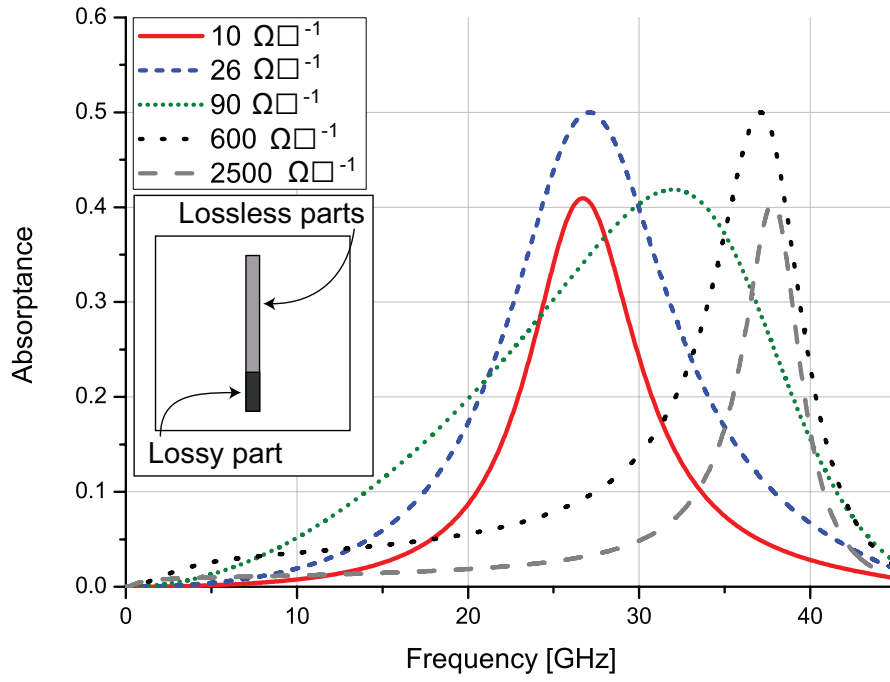 0.6
0.5
0.4
0.3
0.2
0.1
0.0
Absorptance
10 Ω□⁻¹
26 Ω□⁻¹
90 Ω□⁻¹
600 Ω□⁻¹
2500 Ω□⁻¹
Lossless parts
Lossy part
0 10 20 30 40
Frequency [GHz]